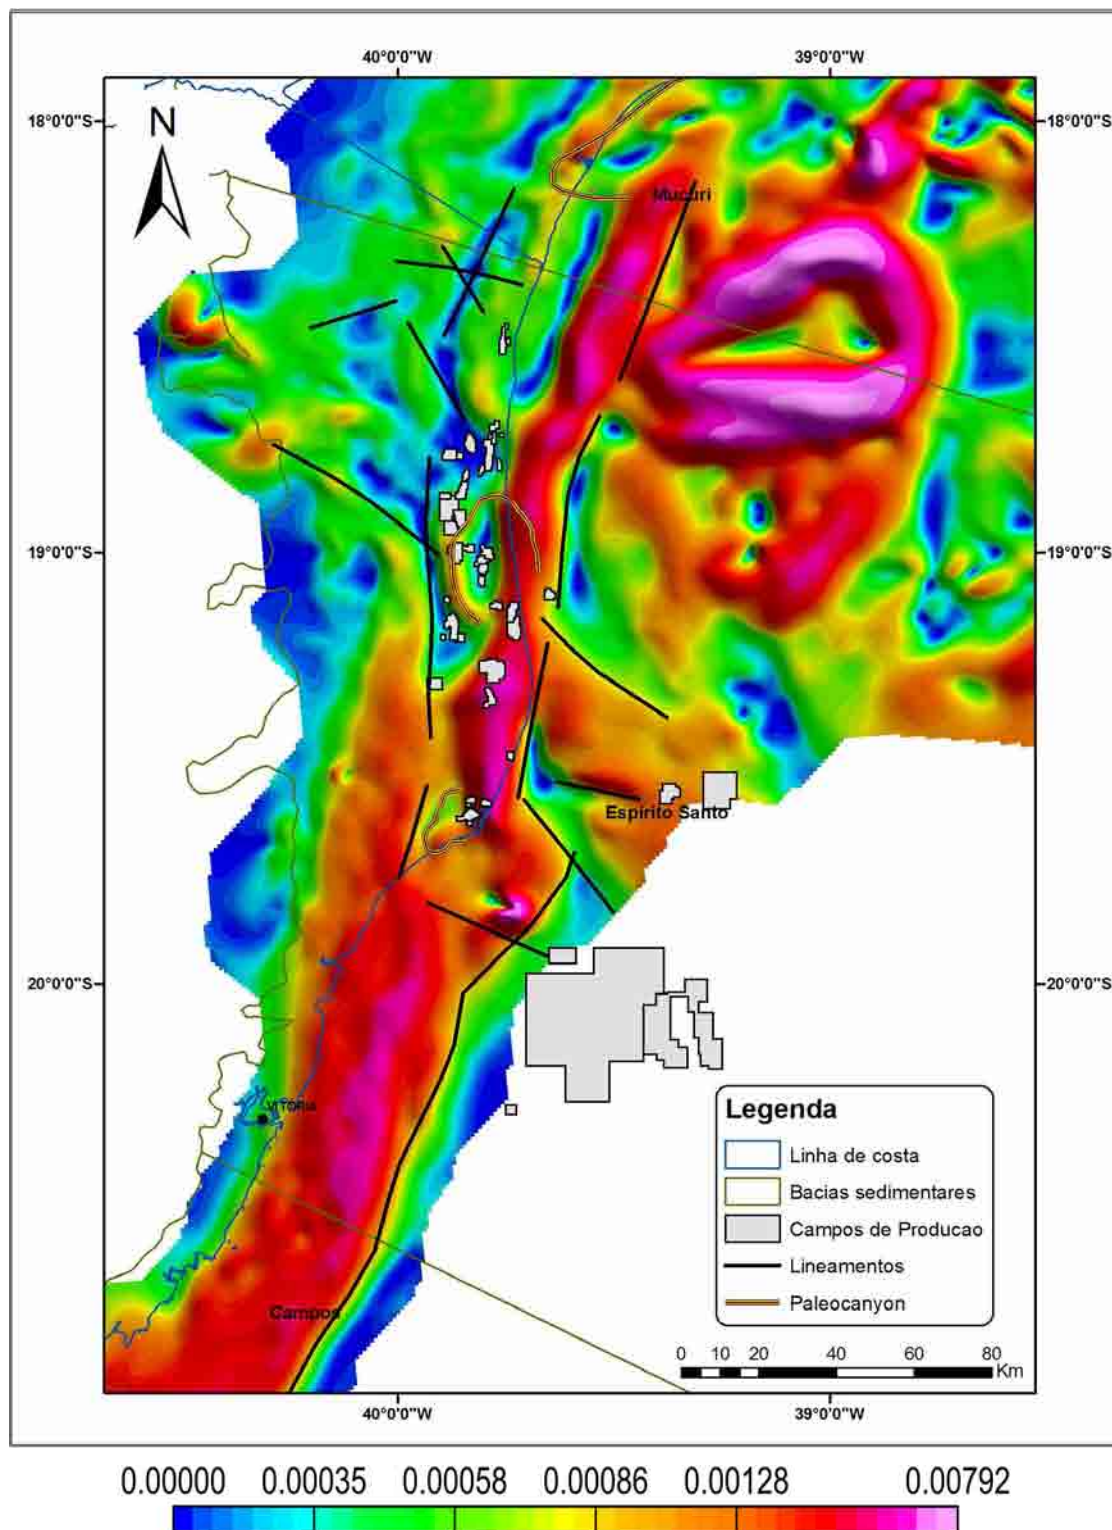 40°0'0"W 39°0'0"W
18°0'0"S 18°0'0"S
N
Mucuri
19°0'0"S 19°0'0"S
Espirito Santo
20°0'0"S 20°0'0"S
VITÓRIA
Campos
Legenda
Linha de costa
Bacias sedimentares
Campos de Producao
Lineamentos
Paleocanyon
0 10 20 40 60 80
Km
40°0'0"W 39°0'0"W
0.00000 0.00035 0.00058 0.00086 0.00128 0.00792